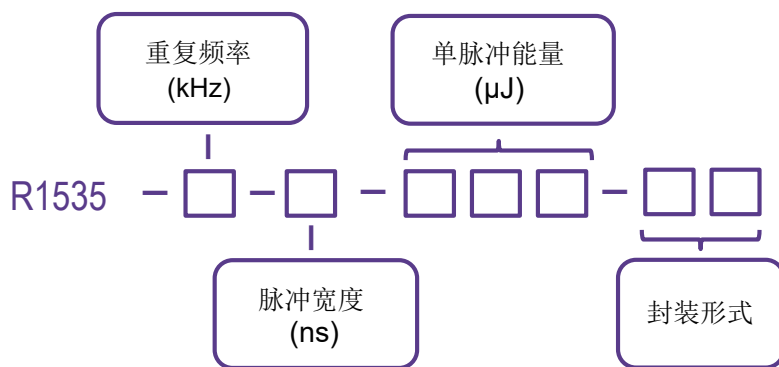 重复频率
(kHz)
单脉冲能量
(μJ)
R1535 – □ – □ – □ □ □ – □ □
脉冲宽度
(ns)
封装形式